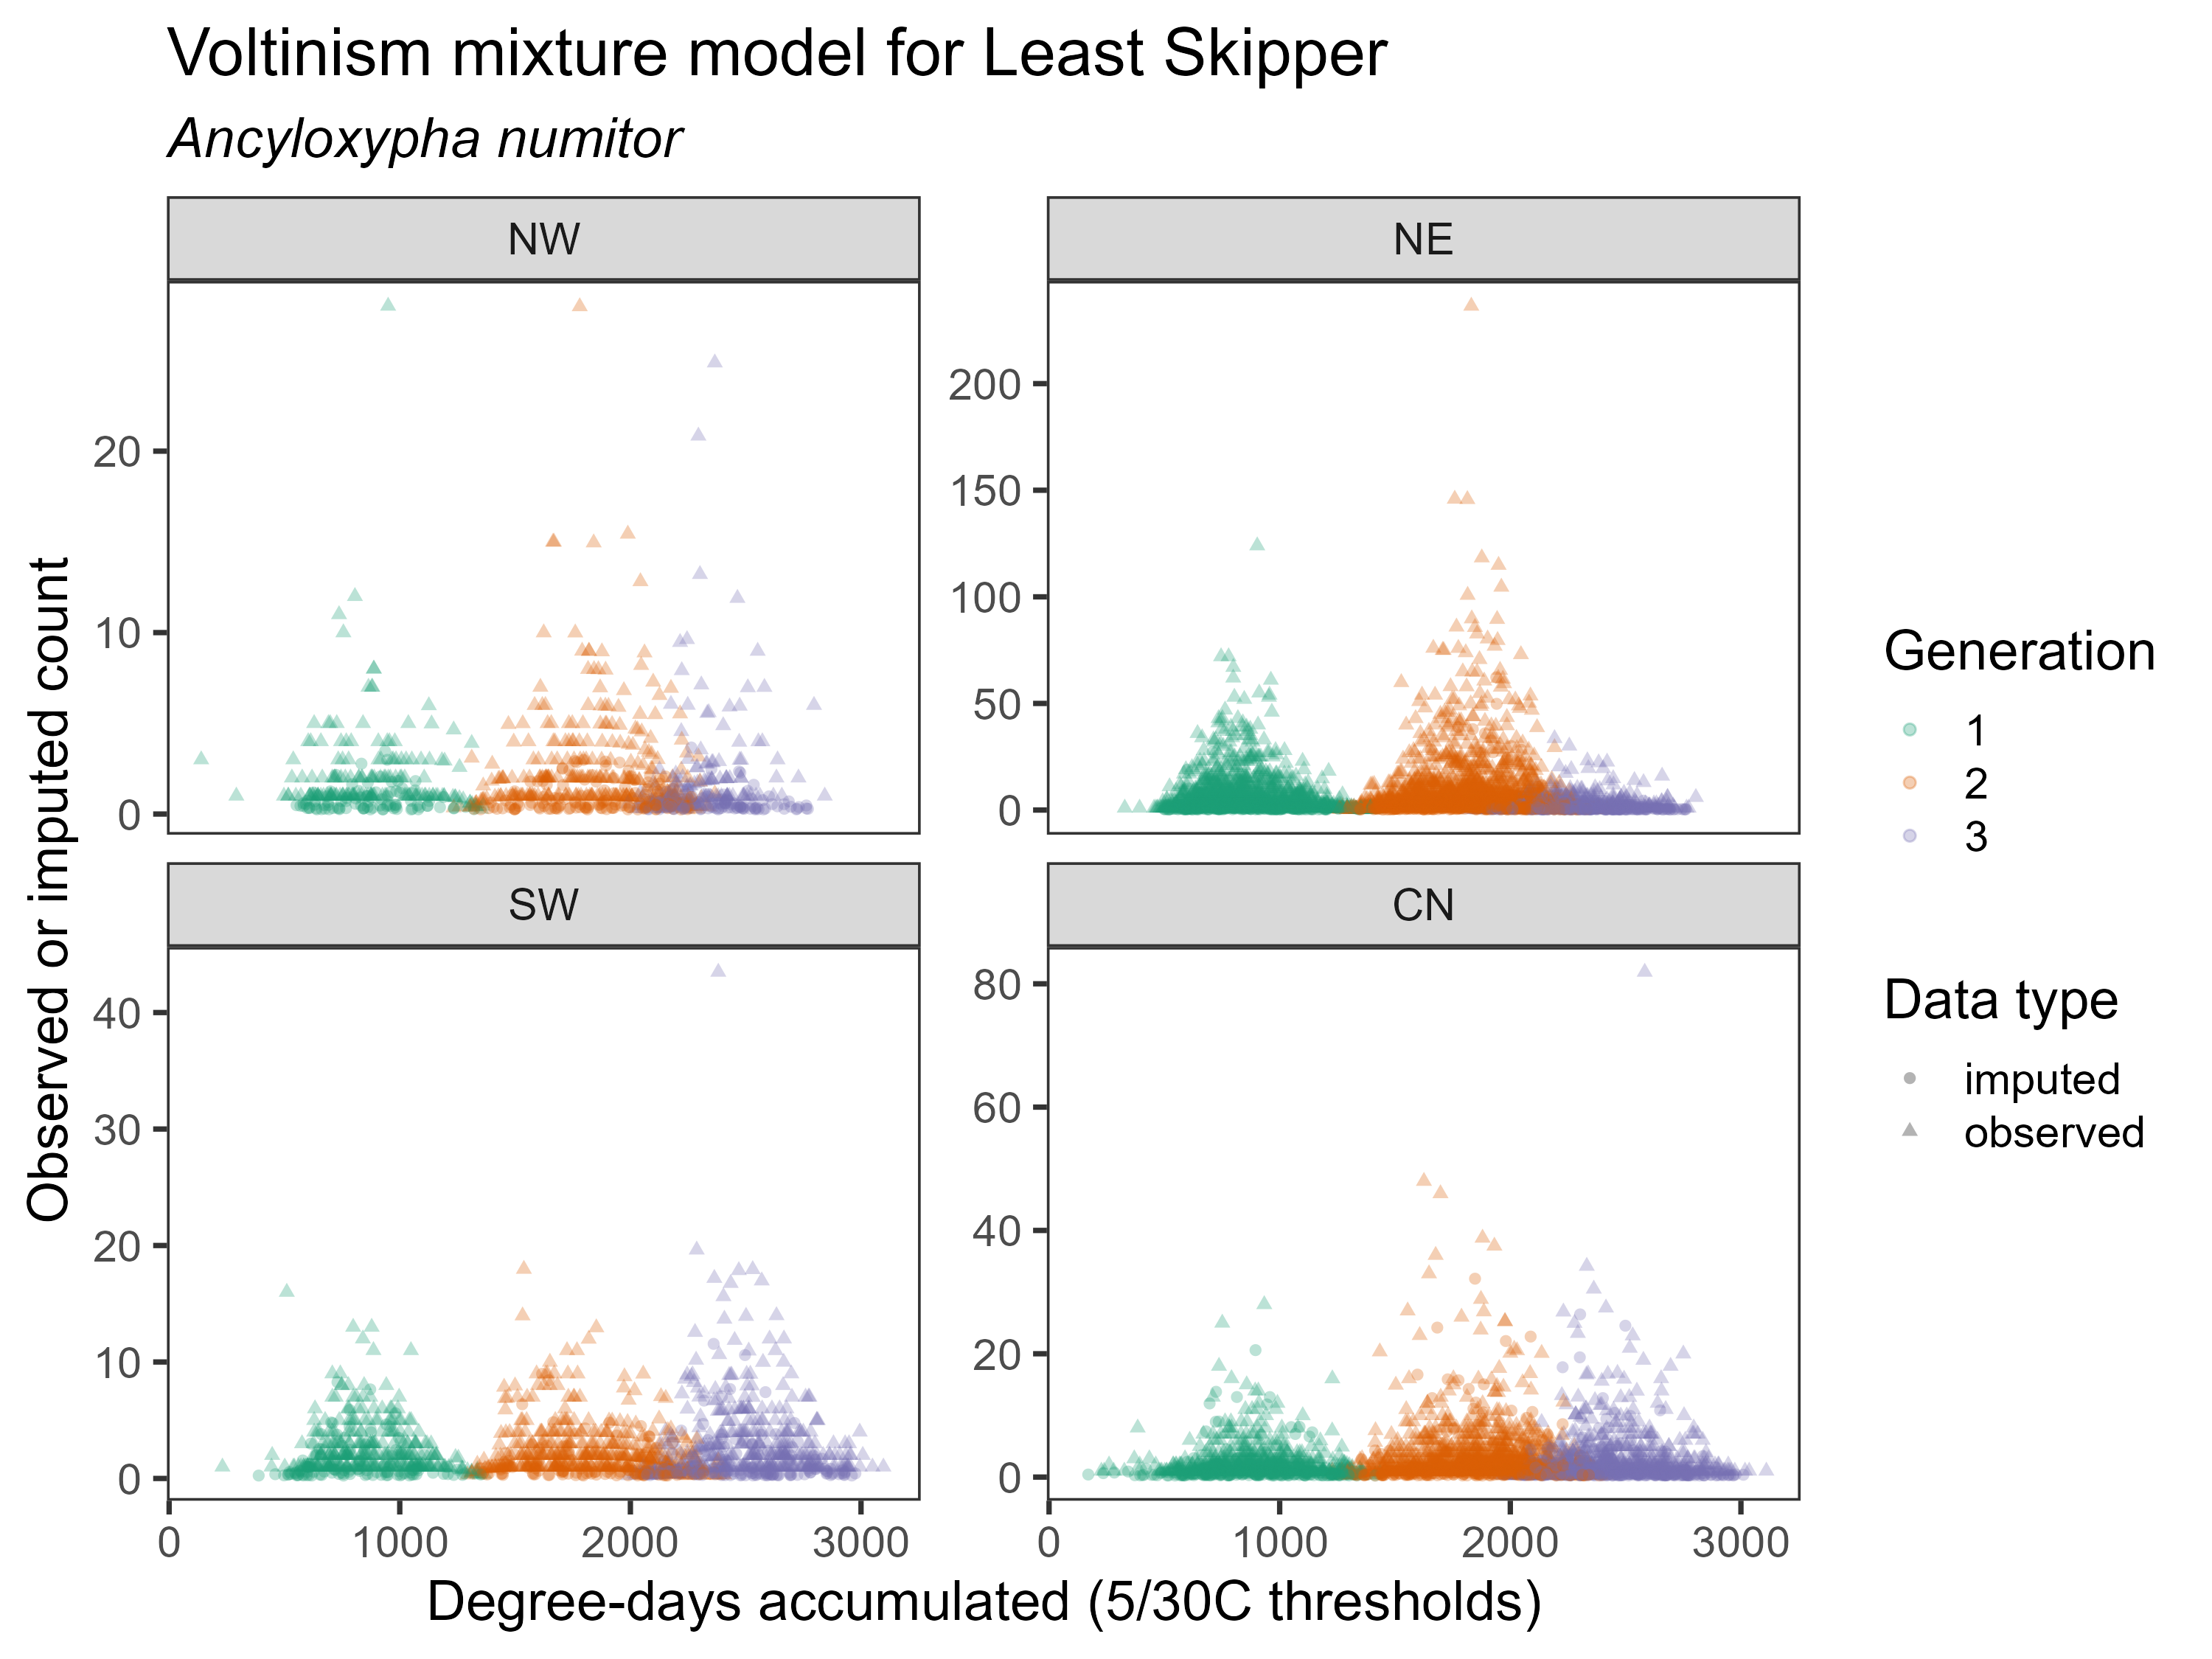 Voltinism mixture model for Least Skipper
Ancyloxypha numitor
NW
NE
20
10
0
200
150
100
50
0
SW
CN
40
30
20
10
0
80
60
40
20
0
0 1000 2000 3000
0 1000 2000 3000
Degree-days accumulated (5/30C thresholds)
Observed or imputed count
Generation
1
2
3
Data type
imputed
observed